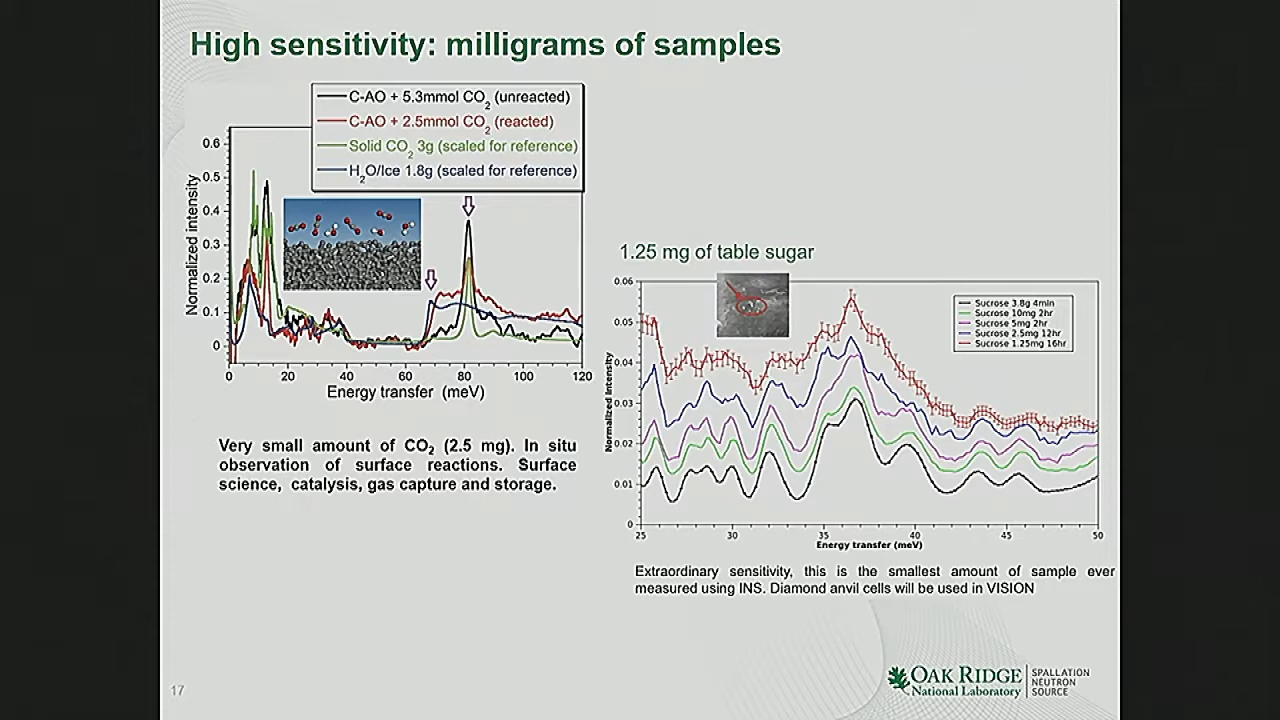 High sensitivity: milligrams of samples
C-AO + 5.3mmol CO2 (unreacted)
C-AO + 2.5mmol CO2 (reacted)
Solid CO2 3g (scaled for reference)
H2O/Ice 1.8g (scaled for reference)
Normalized intensity
0.6
0.5
0.4
0.3
0.2
0.1
0
0 20 40 60 80 100 120
Energy transfer (meV)
Very small amount of CO2 (2.5 mg). In situ
observation of surface reactions. Surface
science, catalysis, gas capture and storage.
1.25 mg of table sugar
Sucrose 3.8g 4min
Sucrose 10mg 2hr
Sucrose 5mg 2hr
Sucrose 2.5mg 12hr
Sucrose 1.25mg 16hr
Normalized Intensity
0.06
0.05
0.04
0.03
0.02
0.01
0
25 30 35 40 45 50
Energy transfer (meV)
Extraordinary sensitivity, this is the smallest amount of sample ever
measured using INS. Diamond anvil cells will be used in VISION
17
OAK RIDGE
National Laboratory
SPALLATION
NEUTRON
SOURCE